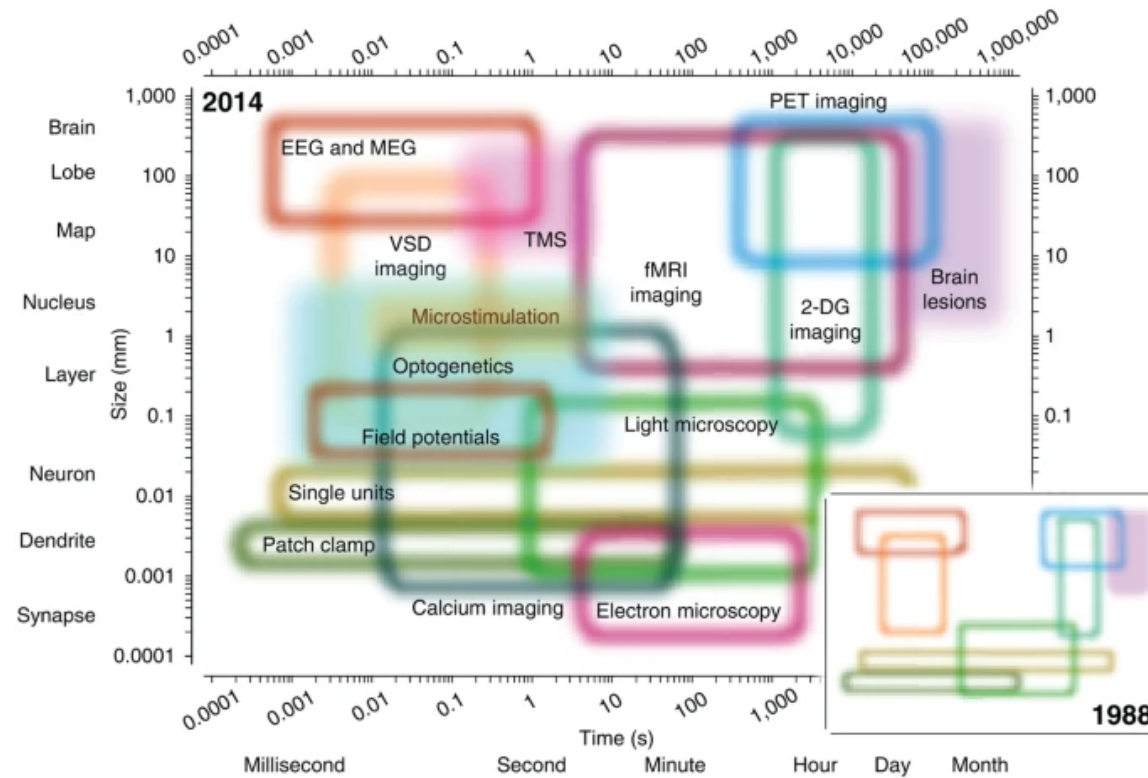 0.0001 0.001 0.01 0.1 1 10 100 1,000 10,000 100,000 1,000,000
2014
1,000
Brain
Lobe
100
Map
10
Nucleus
1
Layer
0.1
Neuron
0.01
Dendrite
0.001
Synapse
0.0001
Size (mm)
PET imaging
EEG and MEG
TMS
VSD
imaging
fMRI
imaging
Brain
lesions
2-DG
imaging
Microstimulation
Optogenetics
Light microscopy
Field potentials
Single units
Patch clamp
Calcium imaging
Electron microscopy
1,000
100
10
1
0.1
1988
0.0001 0.001 0.01 0.1 1 10 100 1,000
Time (s)
Millisecond Second Minute Hour Day Month